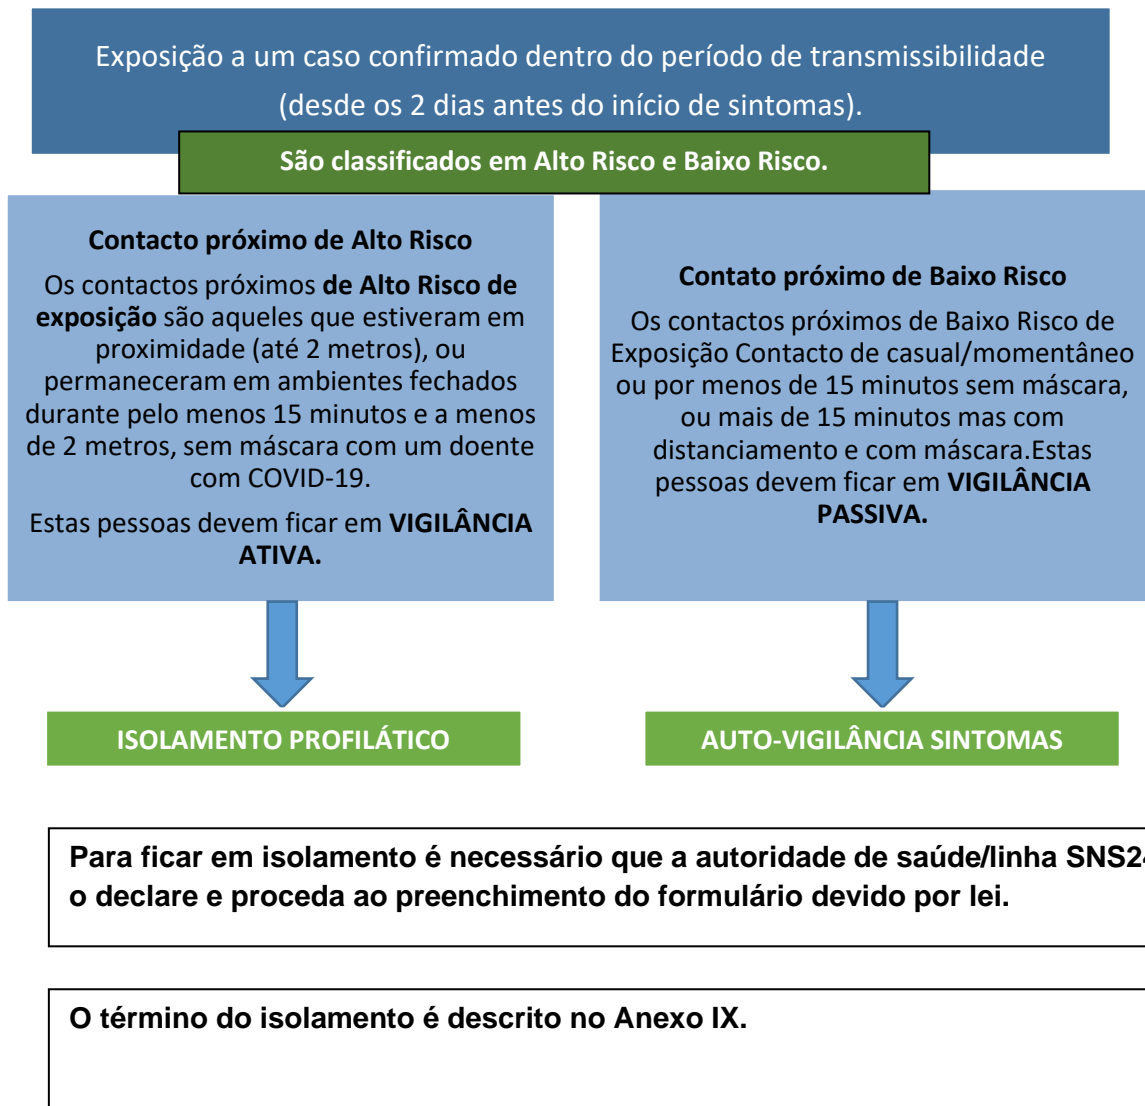 Exposição a um caso confirmado dentro do período de transmissibilidade
(desde os 2 dias antes do início de sintomas).
São classificados em Alto Risco e Baixo Risco.
Contacto próximo de Alto Risco
Os contactos próximos de Alto Risco de
exposição são aqueles que estiveram em
proximidade (até 2 metros), ou
permaneceram em ambientes fechados
durante pelo menos 15 minutos e a menos
de 2 metros, sem máscara com um doente
com COVID-19.
Estas pessoas devem ficar em VIGILÂNCIA
ATIVA.
Contato próximo de Baixo Risco
Os contactos próximos de Baixo Risco de
Exposição Contacto de casual/momentâneo
ou por menos de 15 minutos sem máscara,
ou mais de 15 minutos mas com
distanciamento e com máscara.Estas
pessoas devem ficar em VIGILÂNCIA
PASSIVA.
ISOLAMENTO PROFILÁTICO
AUTO-VIGILÂNCIA SINTOMAS
Para ficar em isolamento é necessário que a autoridade de saúde/linha SNS24
o declare e proceda ao preenchimento do formulário devido por lei.
O término do isolamento é descrito no Anexo IX.